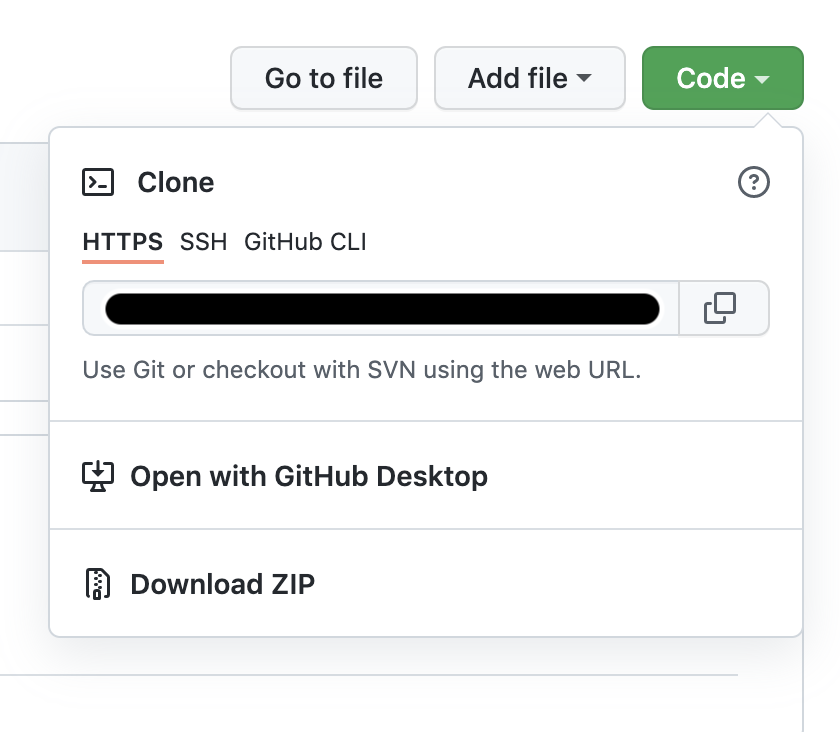 Go to file Add file Code
Clone
HTTPS SSH GitHub CLI
Use Git or checkout with SVN using the web URL.
Open with GitHub Desktop
Download ZIP